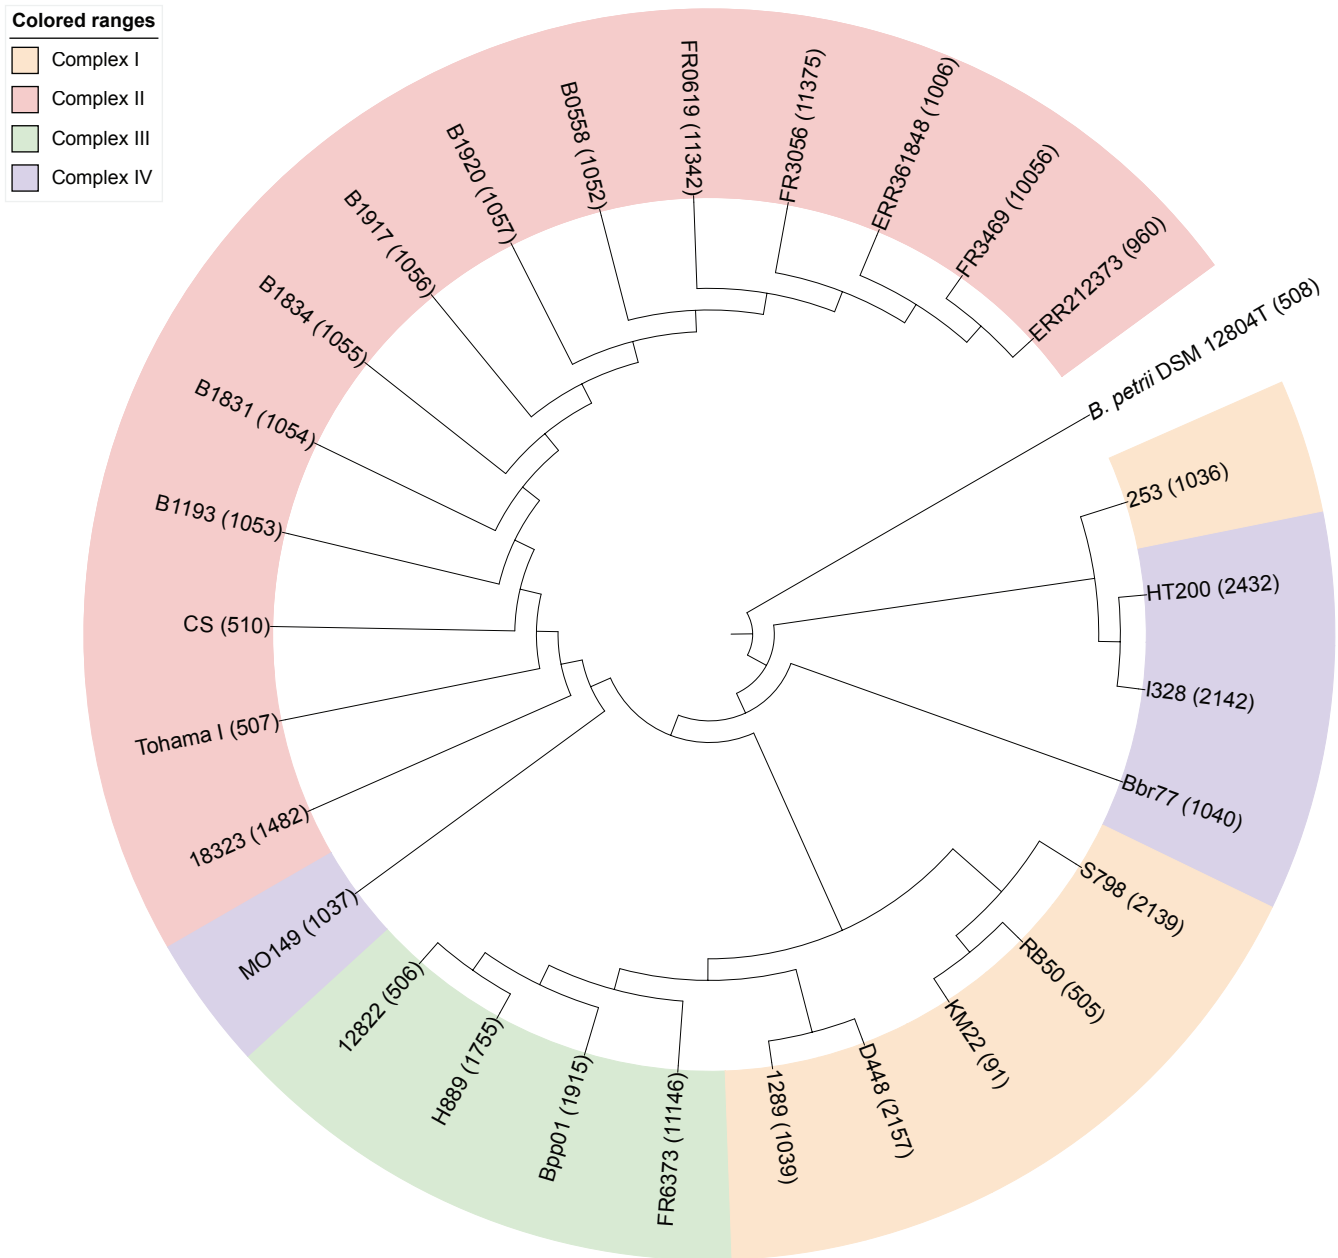 Colored ranges
Complex I
Complex II
Complex III
Complex IV
FR0619 (11342)
FR3056 (11375)
ERR361848 (1006)
FR3469 (10056)
ERR212373 (960)
B. petrii DSM 12804T (508)
253 (1036)
HT200 (2432)
I328 (2142)
Bbr77 (1040)
S798 (2139)
RB50 (505)
KM22 (91)
D448 (2157)
1289 (1039)
FR6373 (11146)
Bpp01 (1915)
H889 (1755)
12822 (506)
MO149 (1037)
18323 (1482)
Tohama I (507)
CS (510)
B1193 (1053)
B1831 (1054)
B1834 (1055)
B1917 (1056)
B1920 (1057)
B0558 (1052)